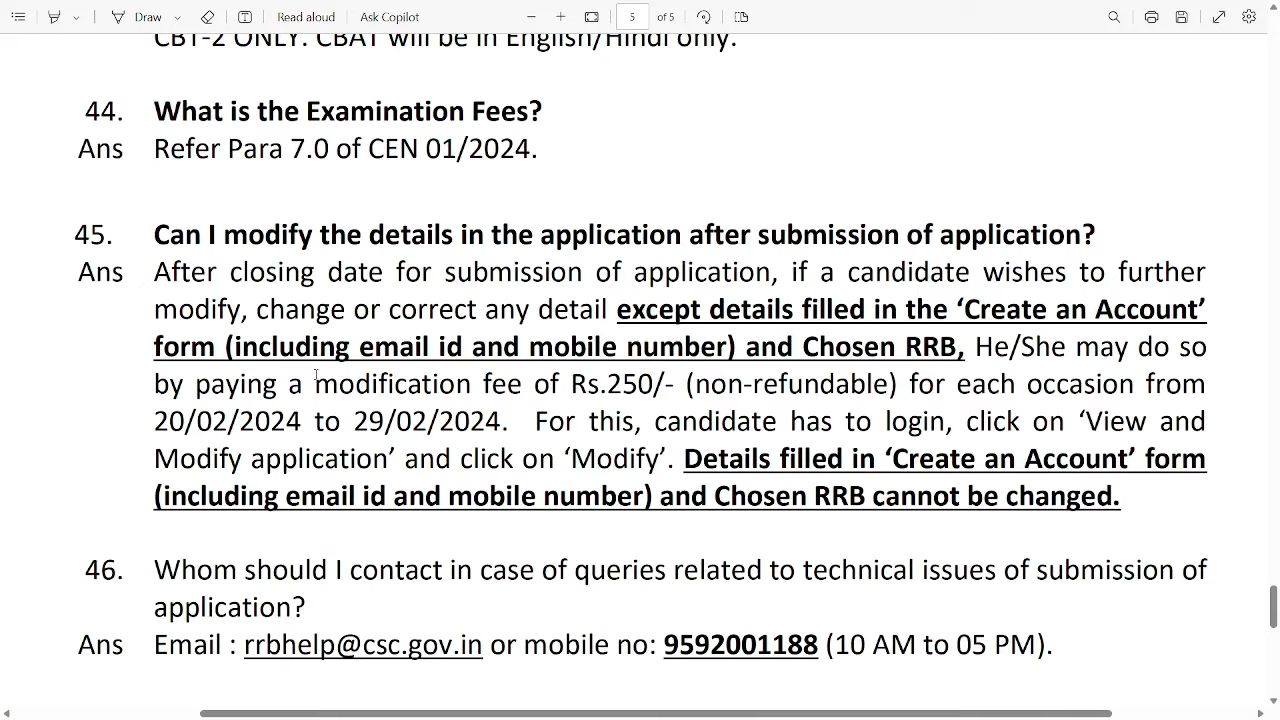 Draw
Read aloud
Ask Copilot
5
of 5
CBT-2 ONLY. CBAT will be in English/Hindi only.
44. What is the Examination Fees?
Ans Refer Para 7.0 of CEN 01/2024.
45. Can I modify the details in the application after submission of application?
Ans After closing date for submission of application, if a candidate wishes to further
modify, change or correct any detail except details filled in the ‘Create an Account’
form (including email id and mobile number) and Chosen RRB, He/She may do so
by paying a modification fee of Rs.250/- (non-refundable) for each occasion from
20/02/2024 to 29/02/2024. For this, candidate has to login, click on ‘View and
Modify application’ and click on ‘Modify’. Details filled in ‘Create an Account’ form
(including email id and mobile number) and Chosen RRB cannot be changed.
46. Whom should I contact in case of queries related to technical issues of submission of
application?
Ans Email : rrbhelp@csc.gov.in or mobile no: 9592001188 (10 AM to 05 PM).